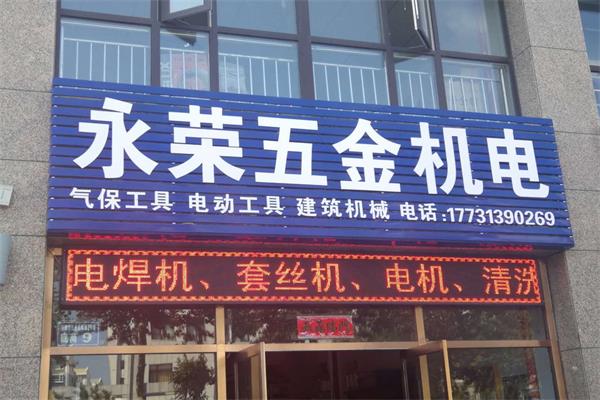 永荣五金机电
气保工具 电动工具 建筑机械 电话:17731390269
电焊机、套丝机、电机、清洗
9